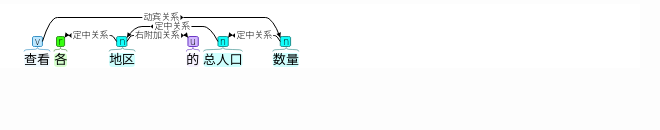 动宾关系
定中关系
定中关系 右附加关系 定中关系
v r n u n n
查看 各 地区 的 总人口 数量